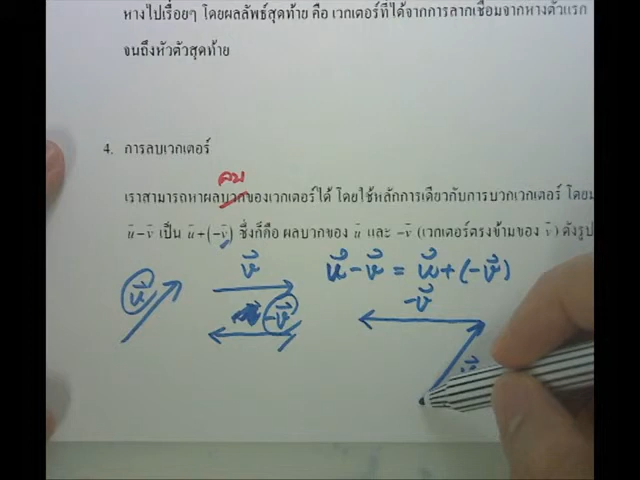 หางไปเรื่อยๆ โดยผลลัพธ์สุดท้าย คือ เวกเตอร์ที่ได้จากการลากเชื่อมจากหางตัวแรก
จนถึงหัวตัวสุดท้าย
4. การลบเวกเตอร์
ลบ
เราสามารถหาผลบวกของเวกเตอร์ได้ โดยใช้หลักการเดียวกับการบวกเวกเตอร์ โดยม
ū−v̄ เป็น ū+(−v̄) ซึ่งก็คือ ผลบวกของ ū และ −v̄ (เวกเตอร์ตรงข้ามของ v̄) ดังรูป
u⃗ v⃗ u⃗−v⃗ = u⃗+(−v⃗)
−v⃗ −v⃗
u⃗